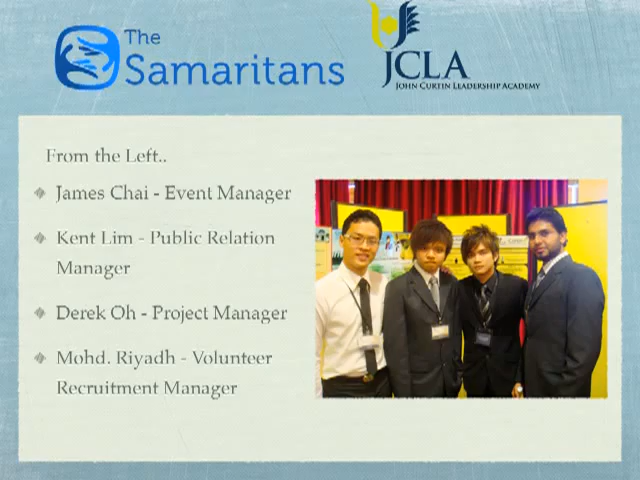 The
Samaritans
JCLA
John Curtin Leadership Academy
From the Left..
James Chai - Event Manager
Kent Lim - Public Relation
Manager
Derek Oh - Project Manager
Mohd. Riyadh - Volunteer
Recruitment Manager